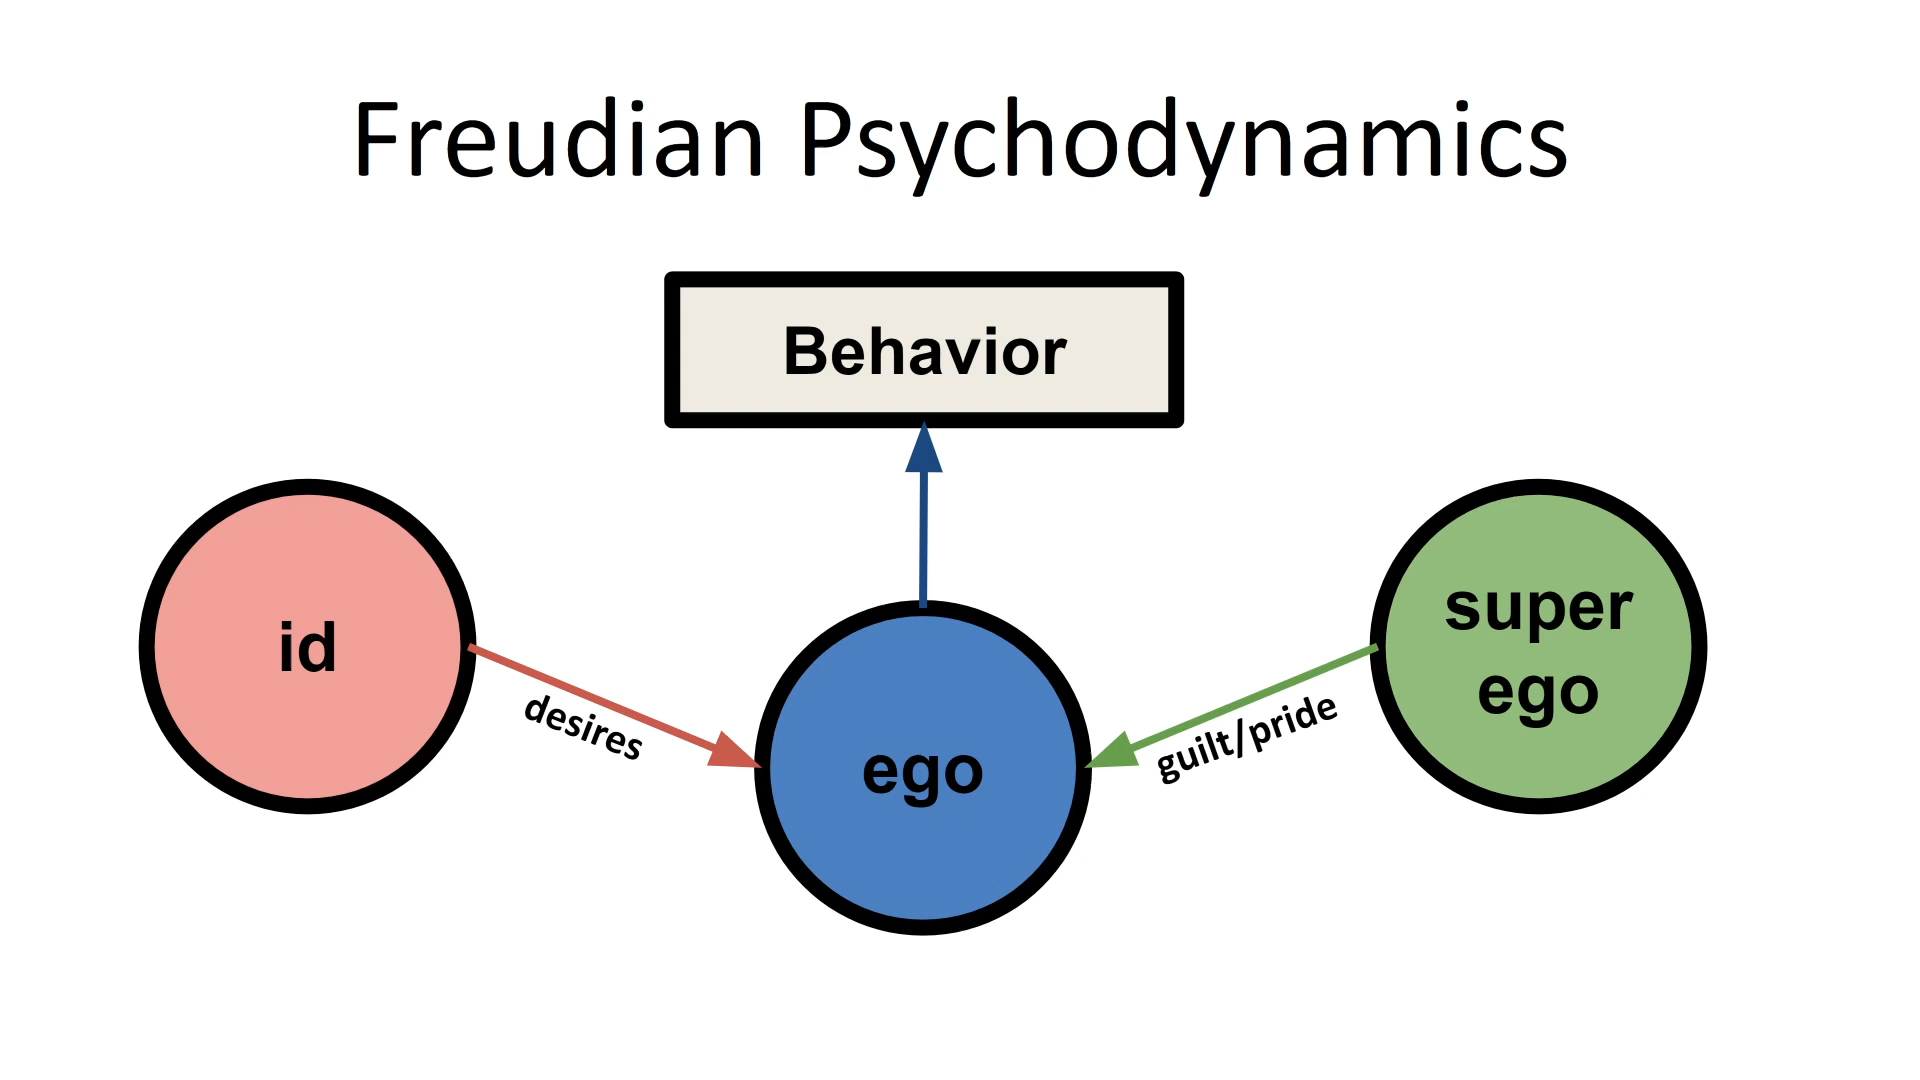 Freudian Psychodynamics
Behavior
id
super
ego
desires
guilt/pride
ego